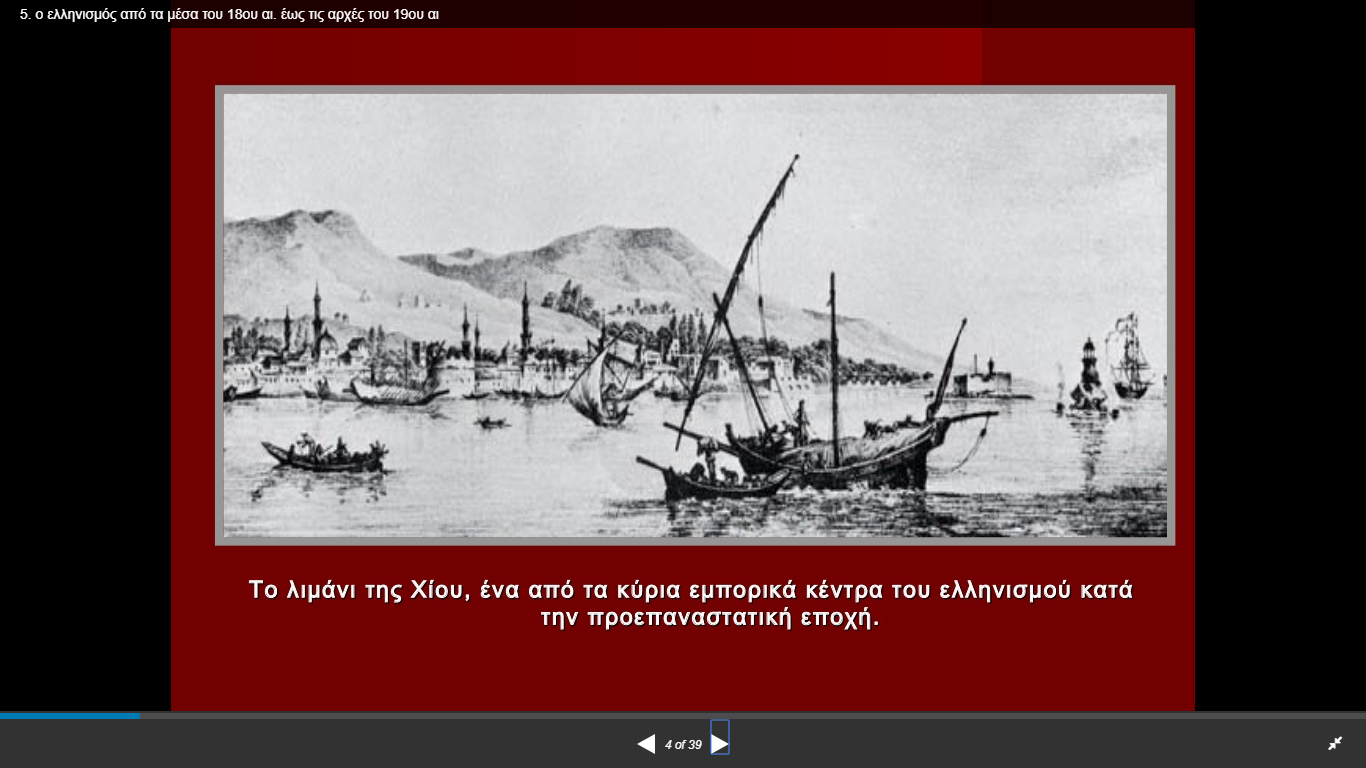 5. ο ελληνισμός από τα μέσα του 18ου αι. έως τις αρχές του 19ου αι
Το λιμάνι της Χίου, ένα από τα κύρια εμπορικά κέντρα του ελληνισμού κατά
την προεπαναστατική εποχή.
4 of 39